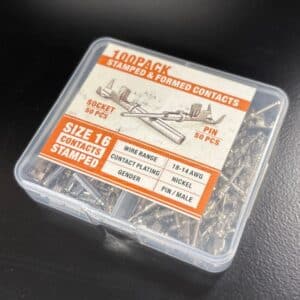 100PACK
STAMPED & FORMED CONTACTS
SOCKET
50 PCS
PIN
50 PCS
SIZE 16
CONTACTS
STAMPED
WIRE RANGE 18-14 AWG
CONTACT PLATING NICKEL
GENDER PIN / MALE